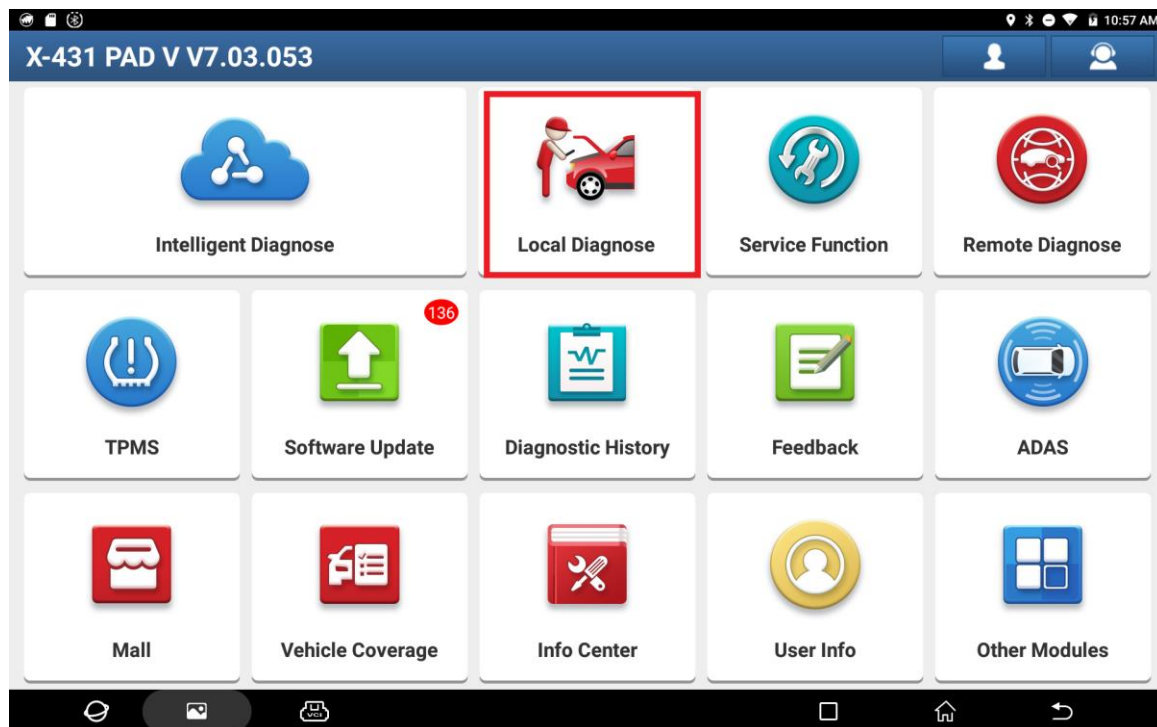 10:57 AM
X-431 PAD V V7.03.053
Intelligent Diagnose
Local Diagnose
Service Function
Remote Diagnose
136
TPMS
Software Update
Diagnostic History
Feedback
ADAS
Mall
Vehicle Coverage
Info Center
User Info
Other Modules
VCI